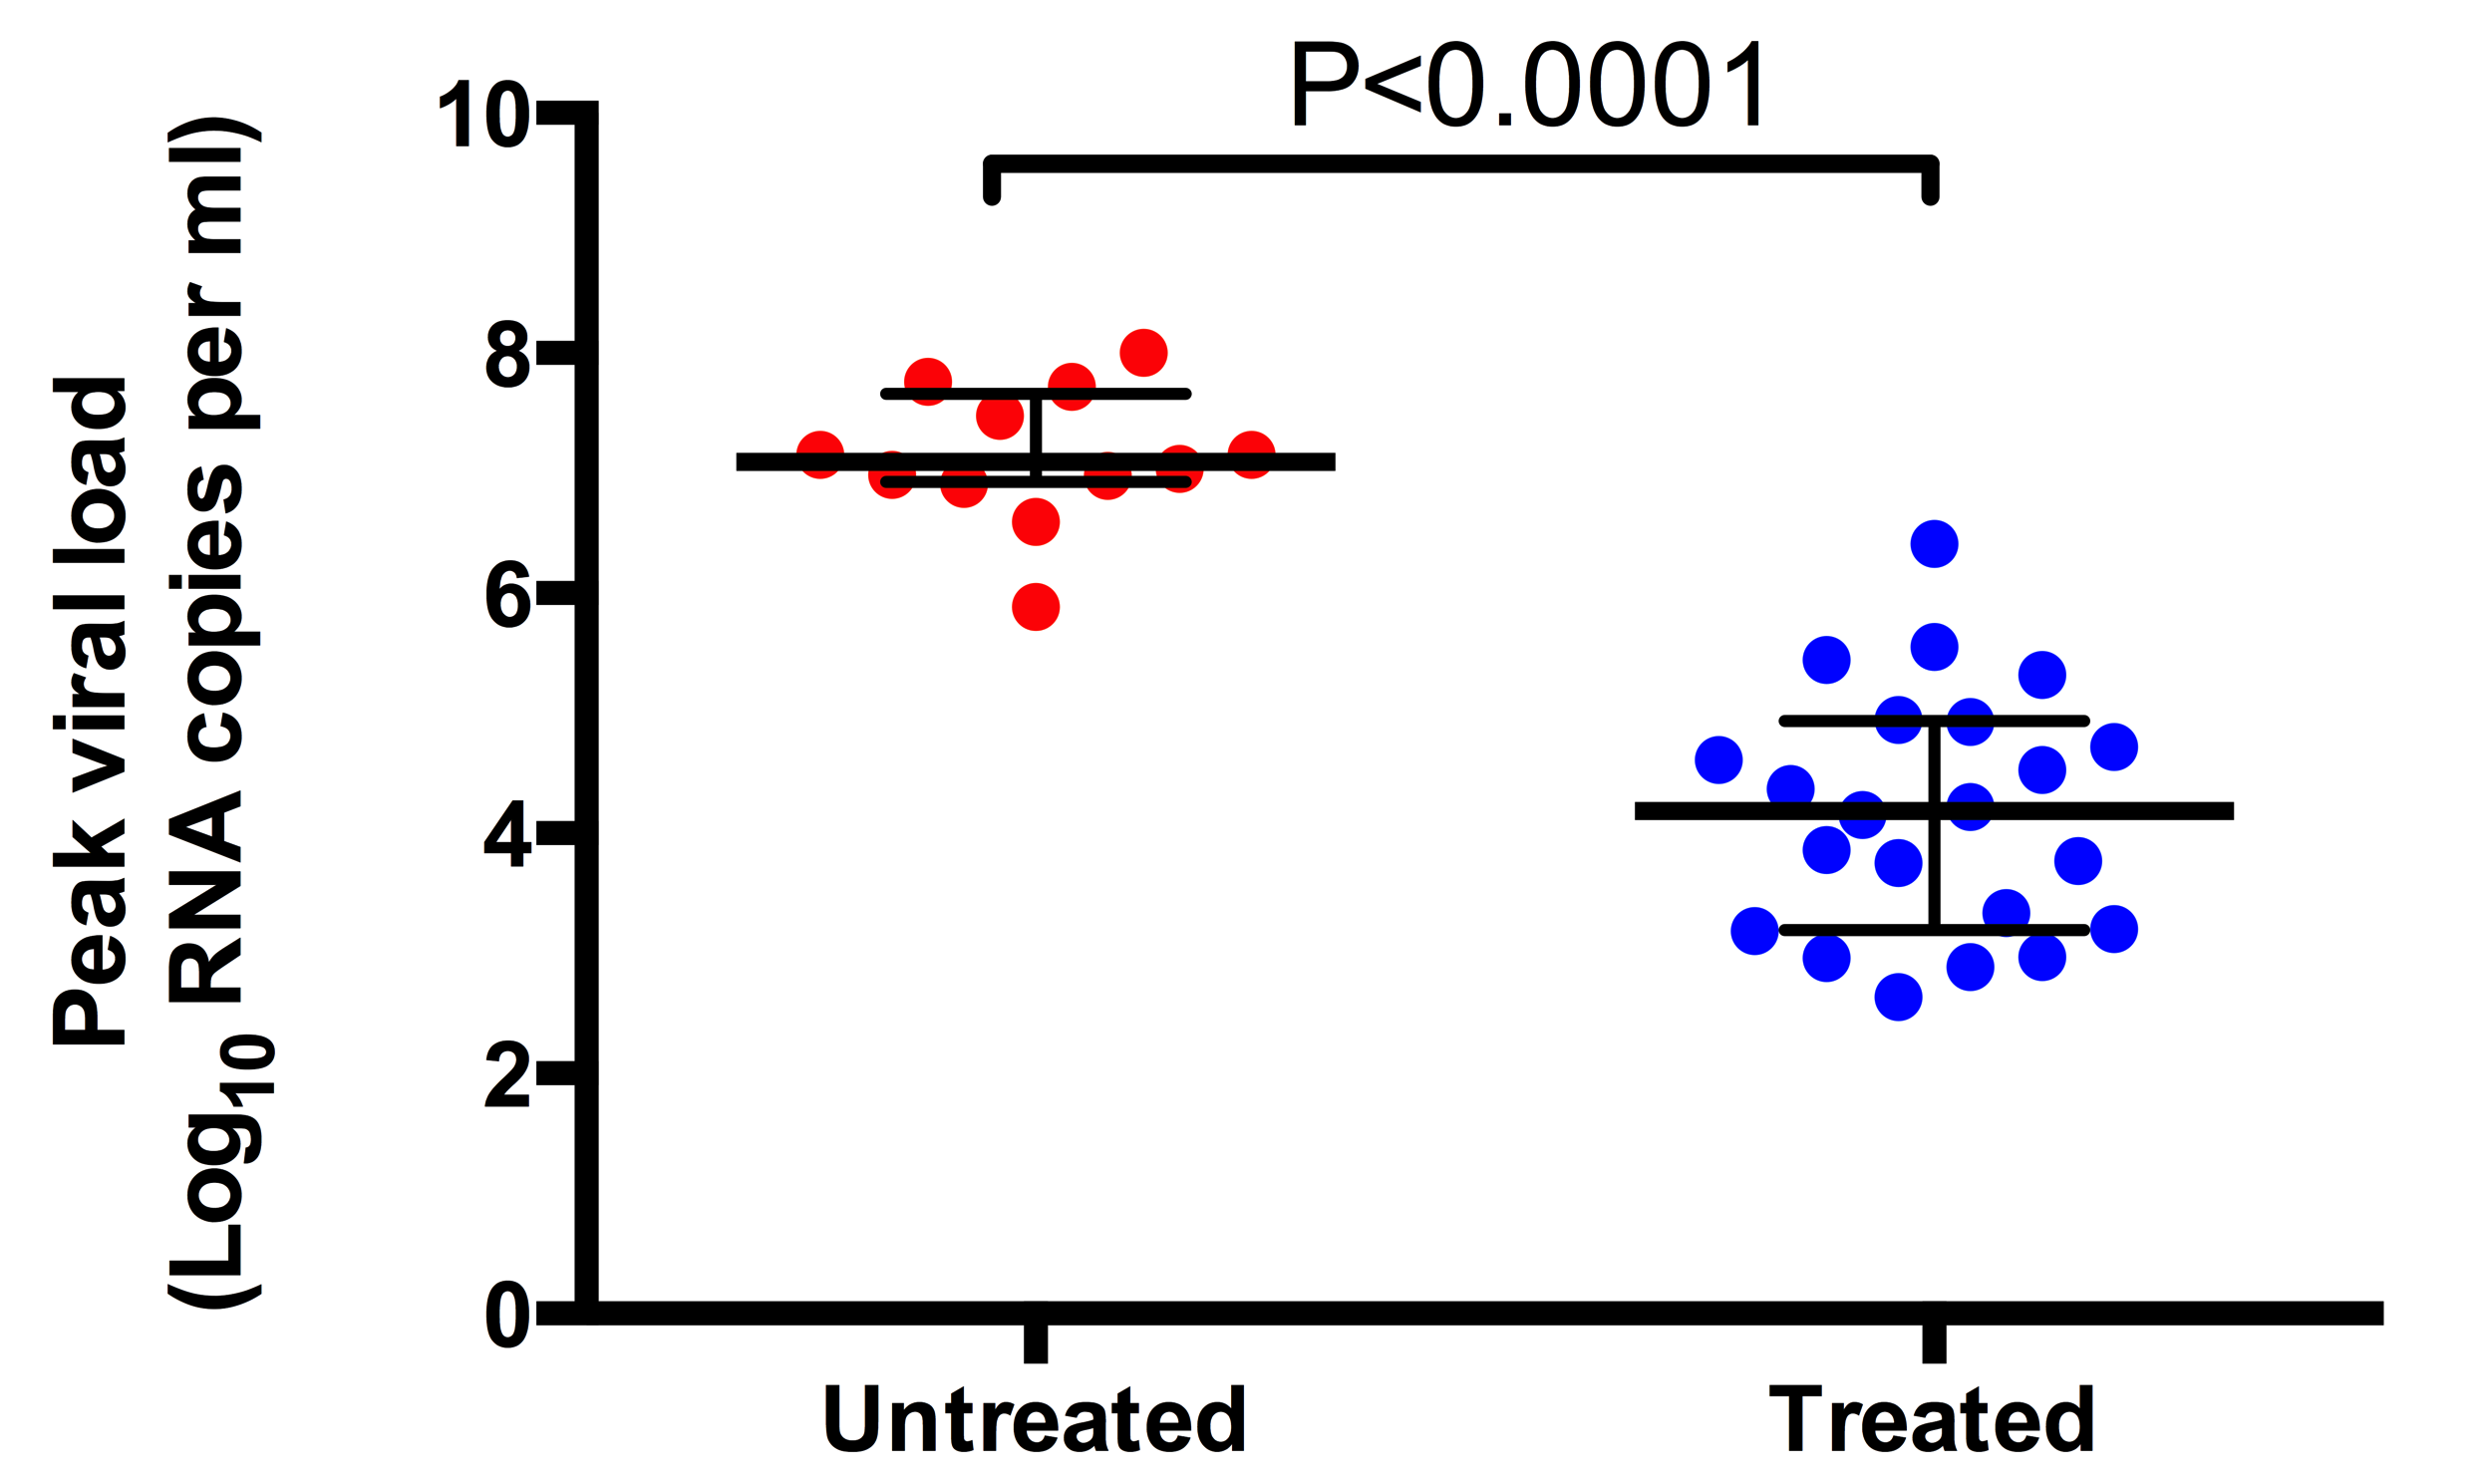 Peak viral load
(Log10 RNA copies per ml)
P<0.0001
10
8
6
4
2
0
Untreated
Treated